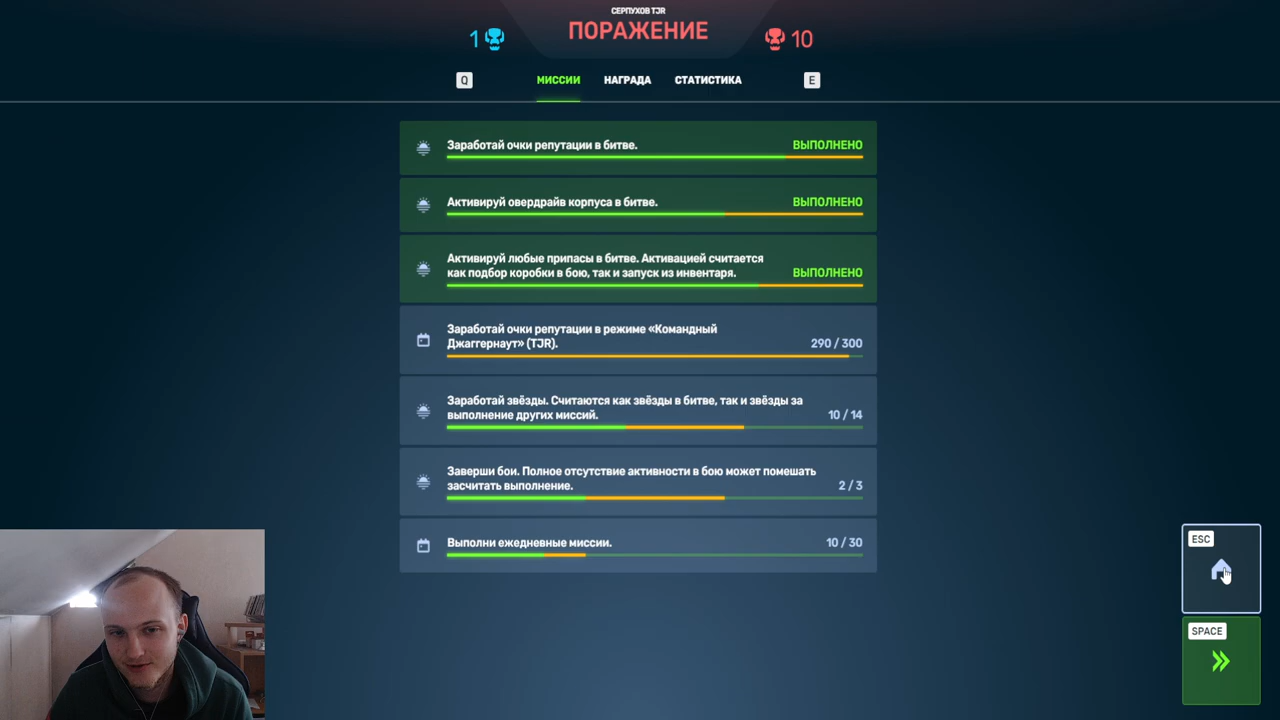 СЕРПУХОВ TJR
ПОРАЖЕНИЕ
1
10
Q
МИССИИ
НАГРАДА
СТАТИСТИКА
E
Заработай очки репутации в битве.
ВЫПОЛНЕНО
Активируй овердрайв корпуса в битве.
ВЫПОЛНЕНО
Активируй любые припасы в битве. Активацией считается
как подбор коробки в бою, так и запуск из инвентаря.
ВЫПОЛНЕНО
Заработай очки репутации в режиме «Командный
Джаггернаут» (TJR).
290 / 300
Заработай звёзды. Считаются как звёзды в битве, так и звёзды за
выполнение других миссий.
10 / 14
Заверши бои. Полное отсутствие активности в бою может помешать
засчитать выполнение.
2 / 3
Выполни ежедневные миссии.
10 / 30
ESC
SPACE